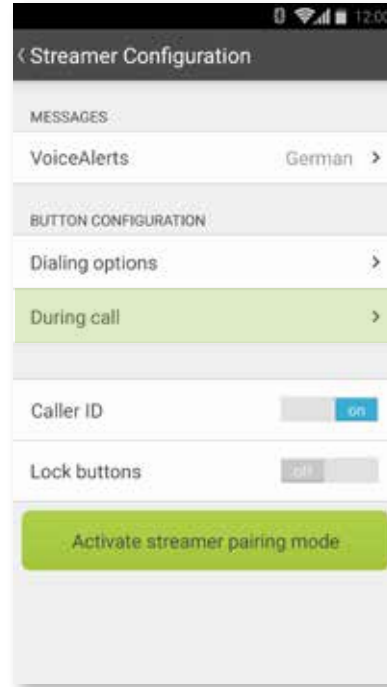 12:00
Streamer Configuration
MESSAGES
VoiceAlerts German
BUTTON CONFIGURATION
Dialing options
During call
Caller ID on
Lock buttons off
Activate streamer pairing mode